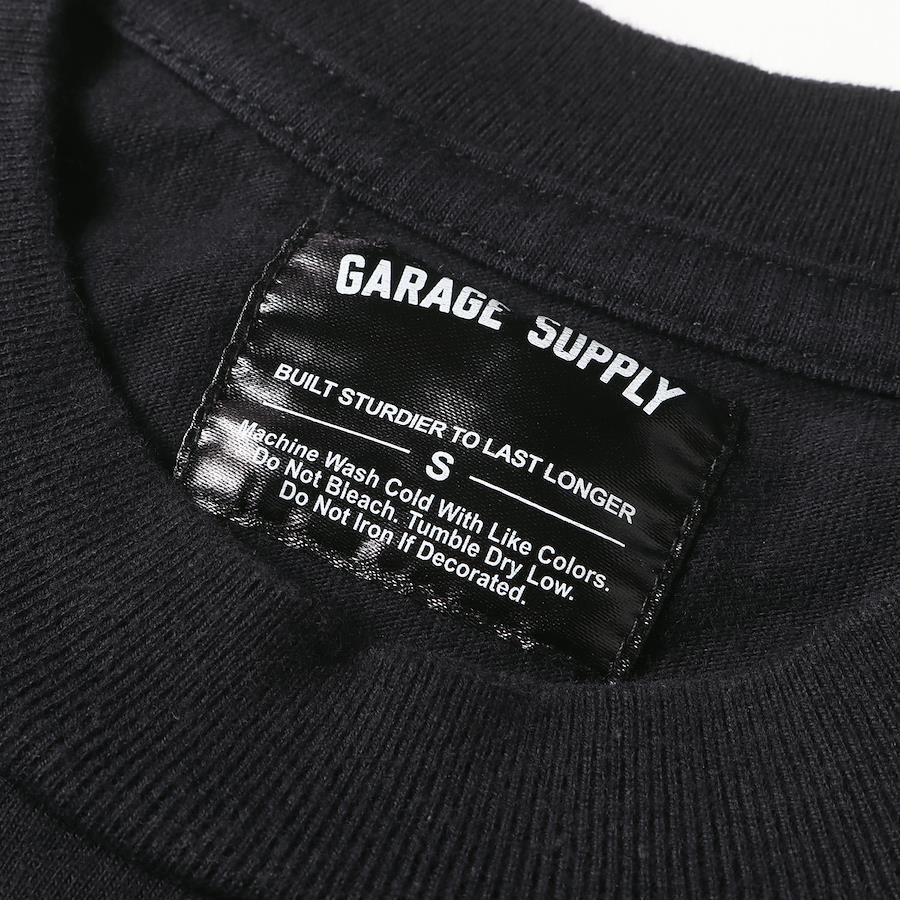 GARAGE SUPPLY
BUILT STURDIER TO LAST LONGER
S
Machine Wash Cold With Like Colors.
Do Not Bleach. Tumble Dry Low.
Do Not Iron If Decorated.